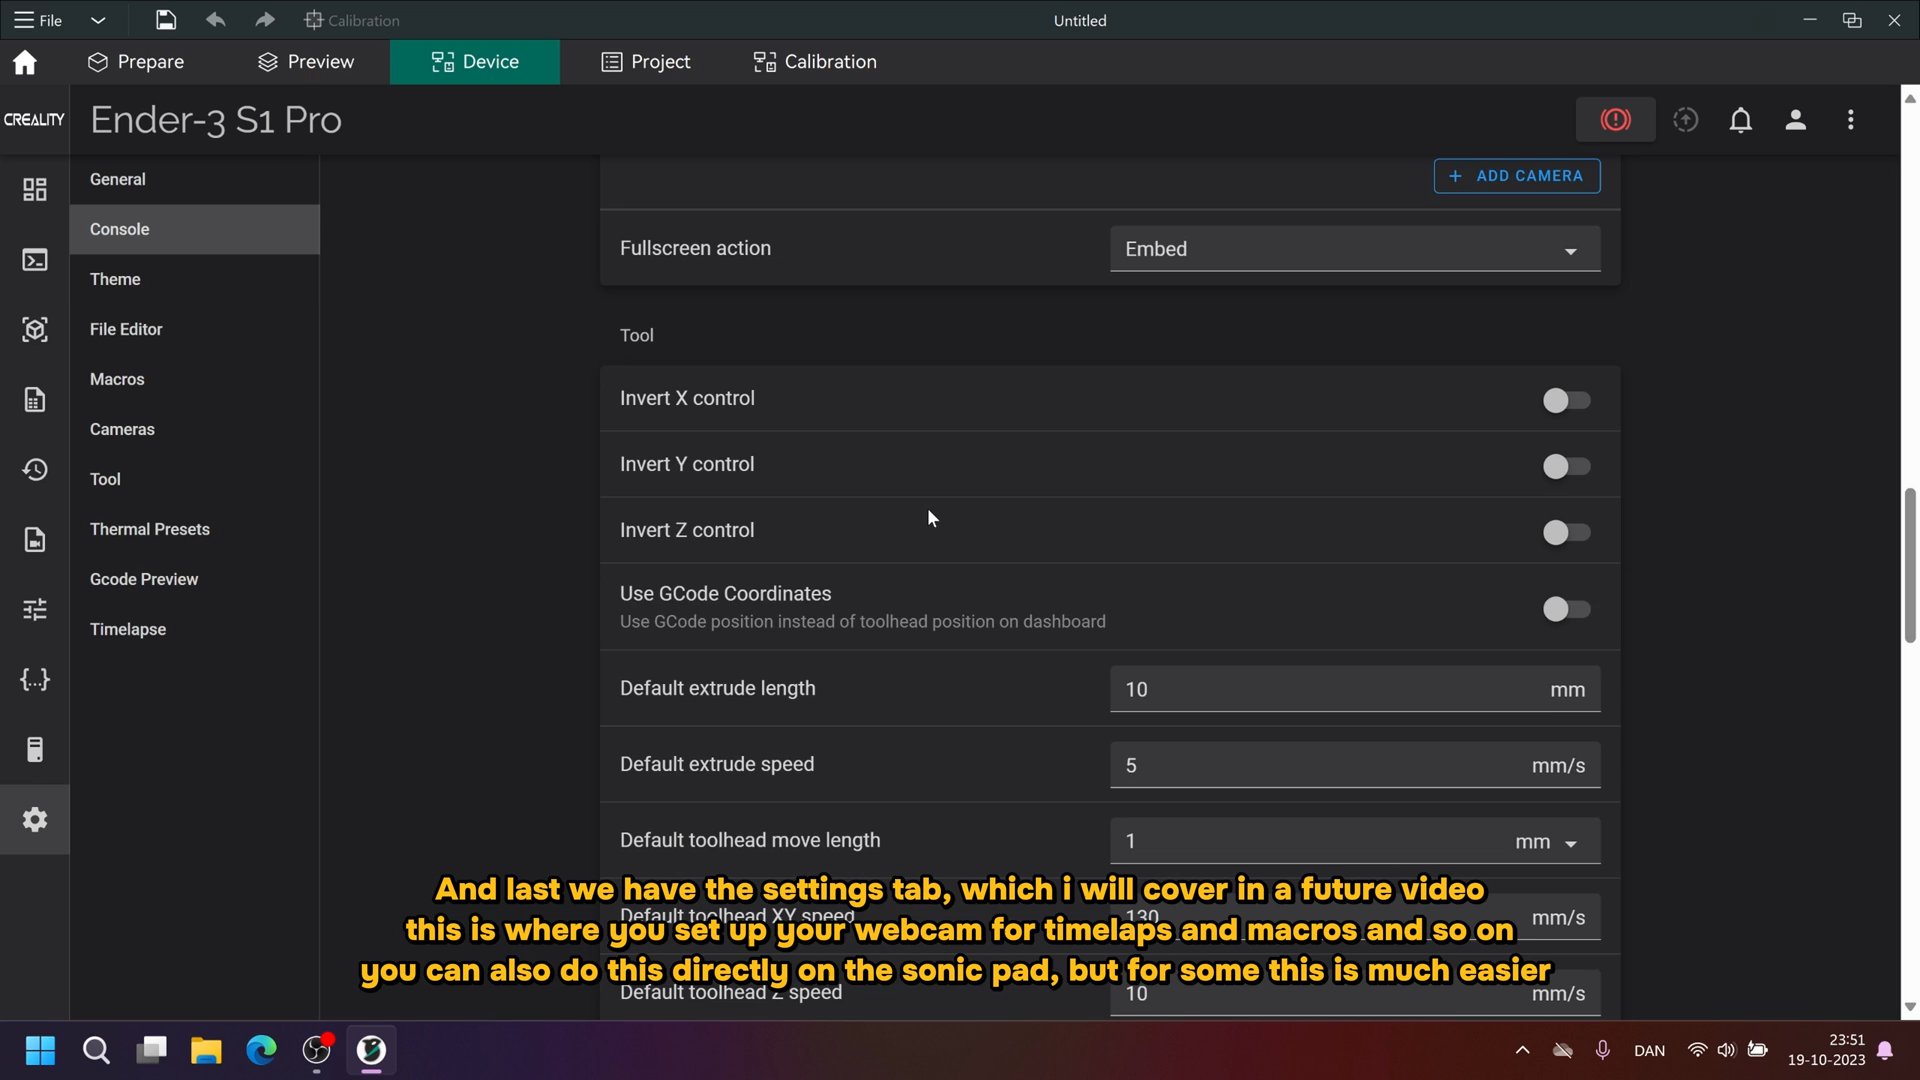 File
Calibration
Untitled
Prepare
Preview
Device
Project
Calibration
CREALITY
Ender-3 S1 Pro
General
Console
Theme
File Editor
Macros
Cameras
Tool
Thermal Presets
Gcode Preview
Timelapse
+ ADD CAMERA
Fullscreen action
Embed
Tool
Invert X control
Invert Y control
Invert Z control
Use GCode Coordinates
Use GCode position instead of toolhead position on dashboard
Default extrude length
10 mm
Default extrude speed
5 mm/s
Default toolhead move length
1 mm
Default toolhead XY speed
130 mm/s
Default toolhead Z speed
10 mm/s
And last we have the settings tab, which i will cover in a future video
this is where you set up your webcam for timelaps and macros and so on
you can also do this directly on the sonic pad, but for some this is much easier
DAN
23:51
19-10-2023